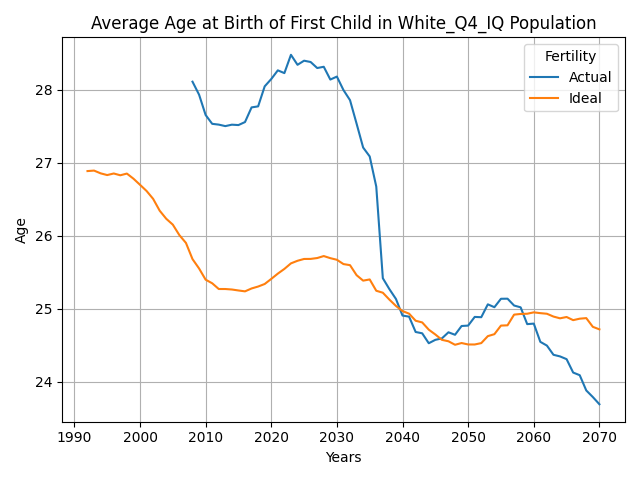 Average Age at Birth of First Child in White_Q4_IQ Population
Fertility
Actual
Ideal
28
27
26
25
24
Age
1990
2000
2010
2020
2030
2040
2050
2060
2070
Years